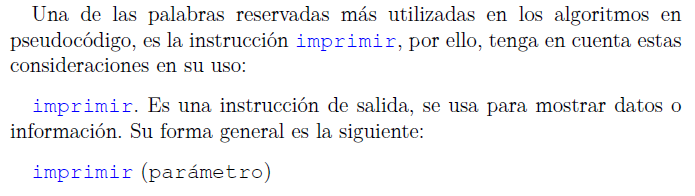 Una de las palabras reservadas más utilizadas en los algoritmos en
pseudocódigo, es la instrucción imprimir, por ello, tenga en cuenta estas
consideraciones en su uso:
imprimir. Es una instrucción de salida, se usa para mostrar datos o
información. Su forma general es la siguiente:
imprimir (parámetro)